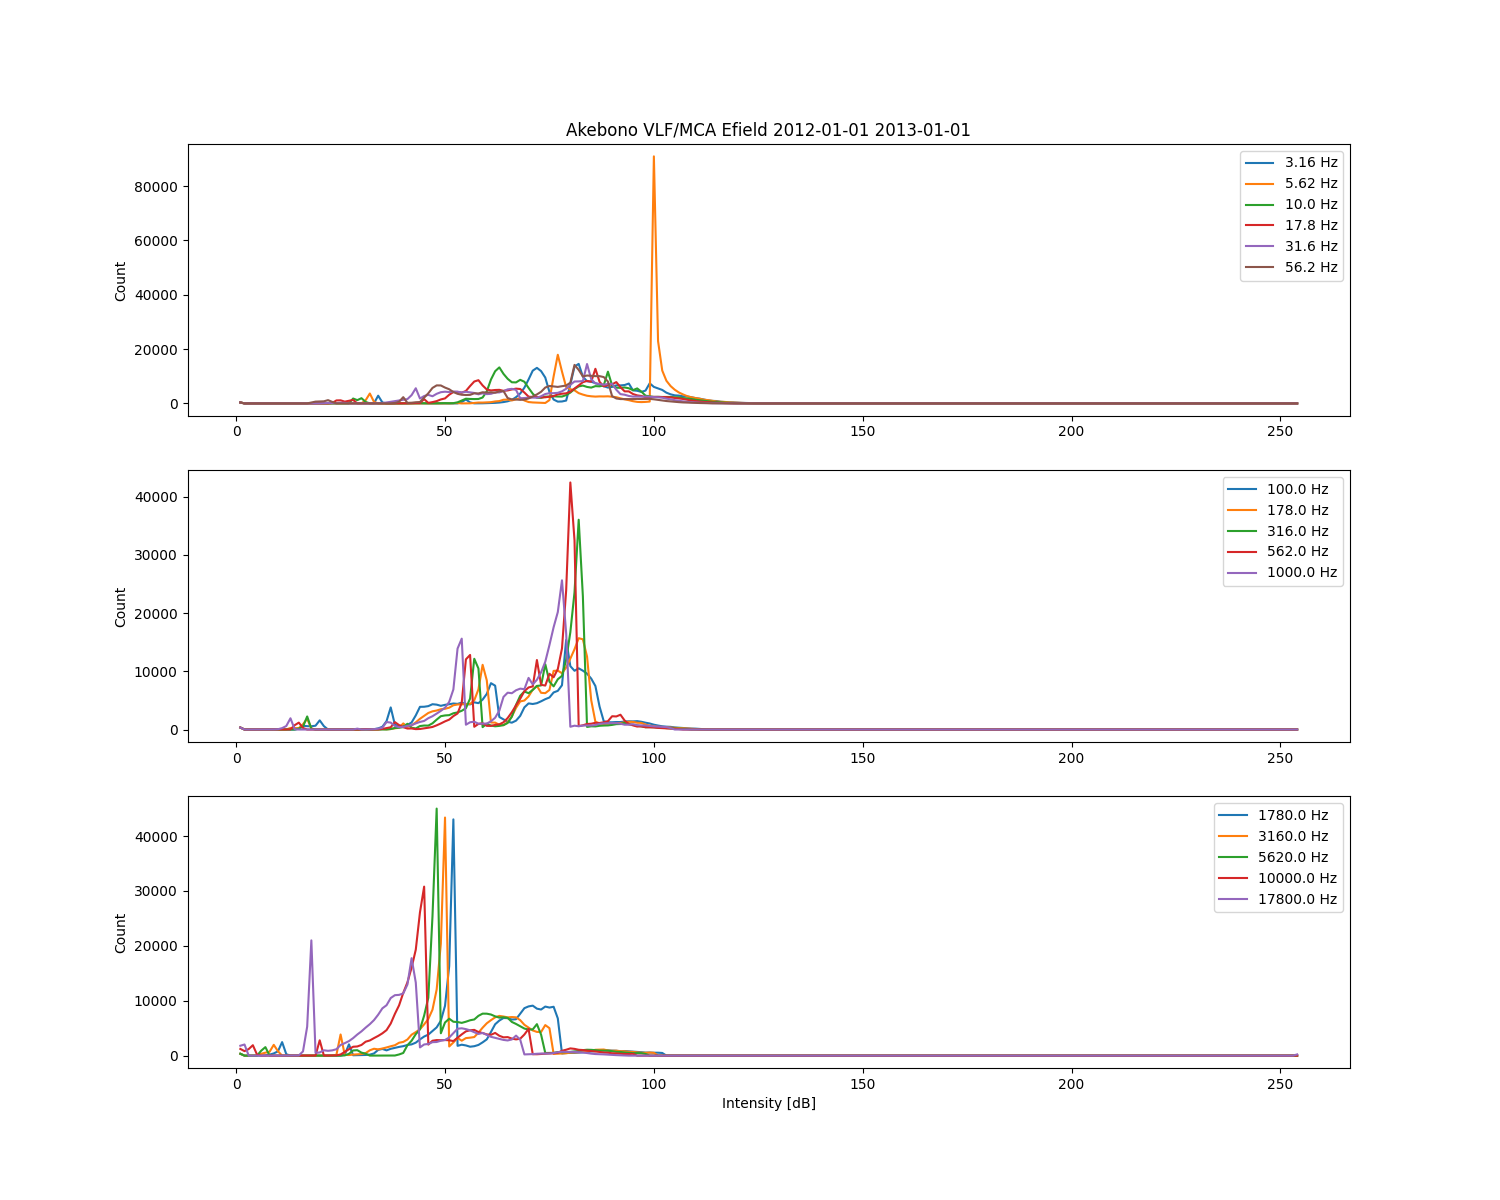 Akebono VLF/MCA Efield 2012-01-01 2013-01-01
80000
60000
40000
20000
0
Count
3.16 Hz
5.62 Hz
10.0 Hz
17.8 Hz
31.6 Hz
56.2 Hz
0 50 100 150 200 250
40000
30000
20000
10000
0
Count
100.0 Hz
178.0 Hz
316.0 Hz
562.0 Hz
1000.0 Hz
0 50 100 150 200 250
40000
30000
20000
10000
0
Count
1780.0 Hz
3160.0 Hz
5620.0 Hz
10000.0 Hz
17800.0 Hz
0 50 100 150 200 250
Intensity [dB]